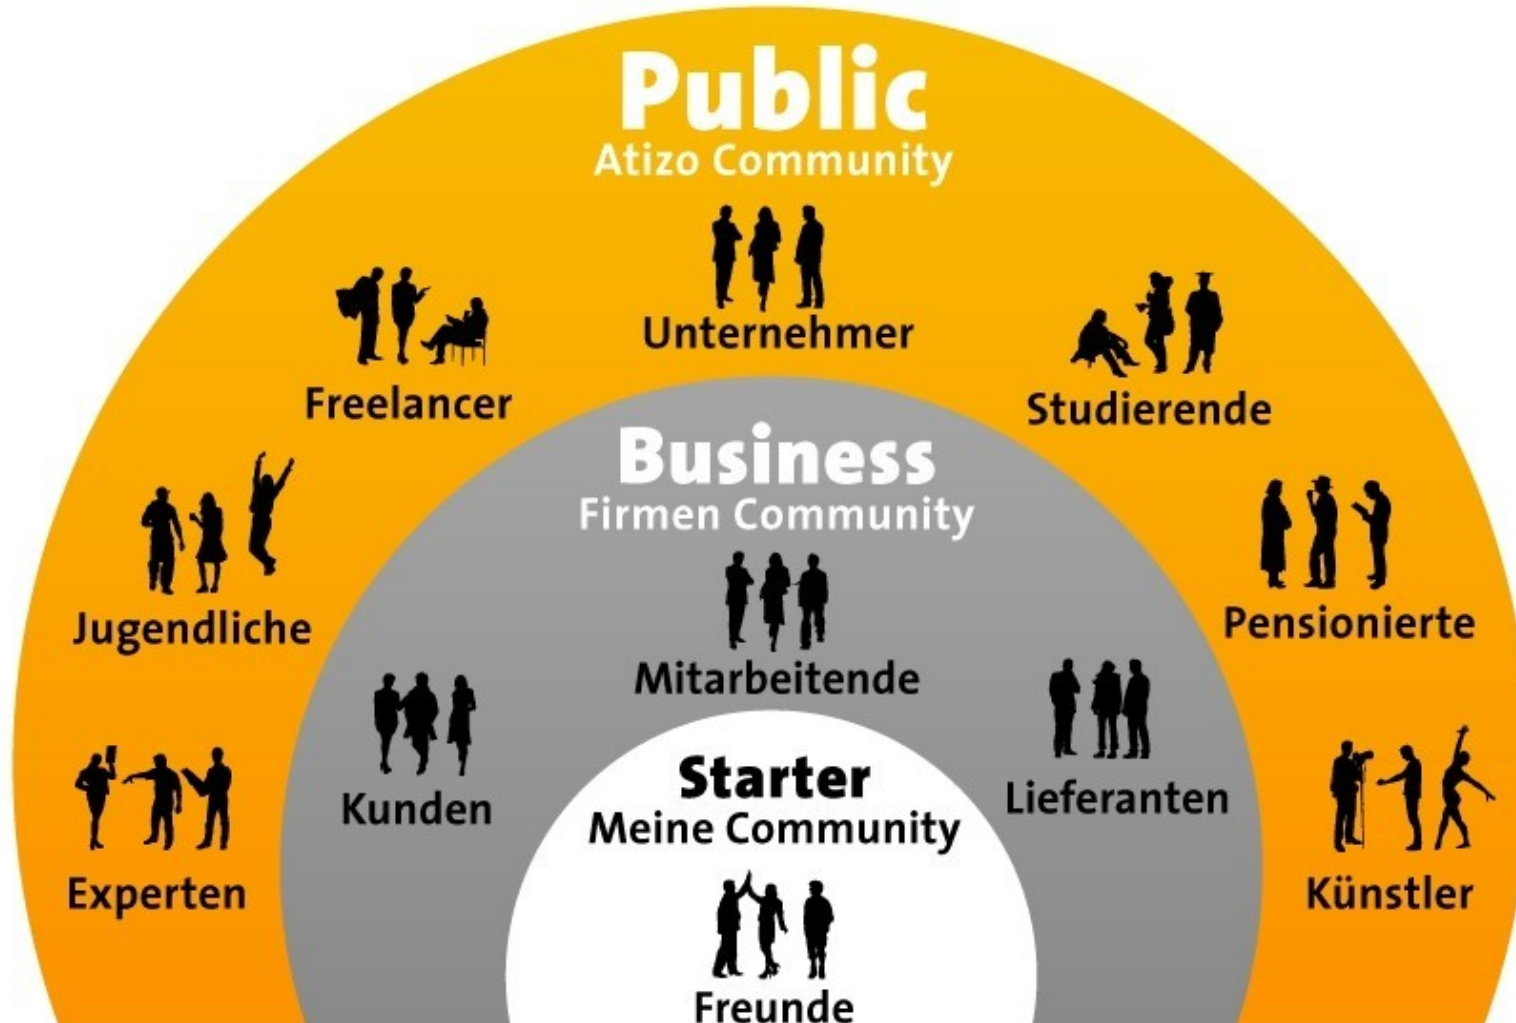 Public
Atizo Community
Unternehmer
Freelancer
Studierende
Jugendliche
Pensionierte
Experten
Künstler
Business
Firmen Community
Mitarbeitende
Kunden
Lieferanten
Starter
Meine Community
Freunde